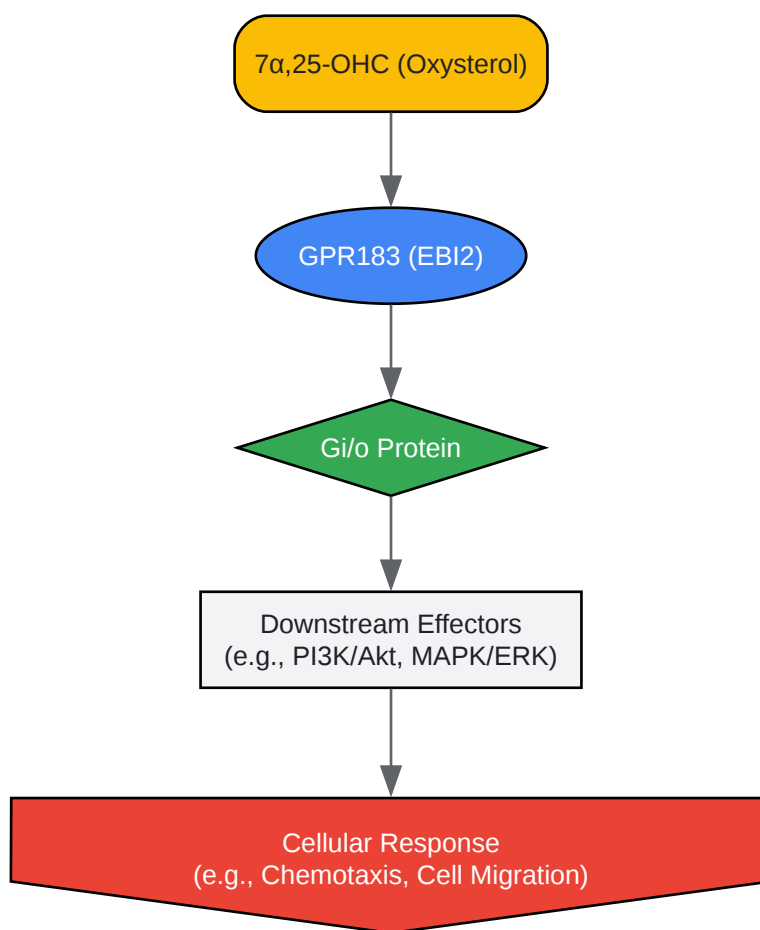 7α,25-OHC (Oxysterol)
GPR183 (EBI2)
Gi/o Protein
Downstream Effectors
(e.g., PI3K/Akt, MAPK/ERK)
Cellular Response
(e.g., Chemotaxis, Cell Migration)